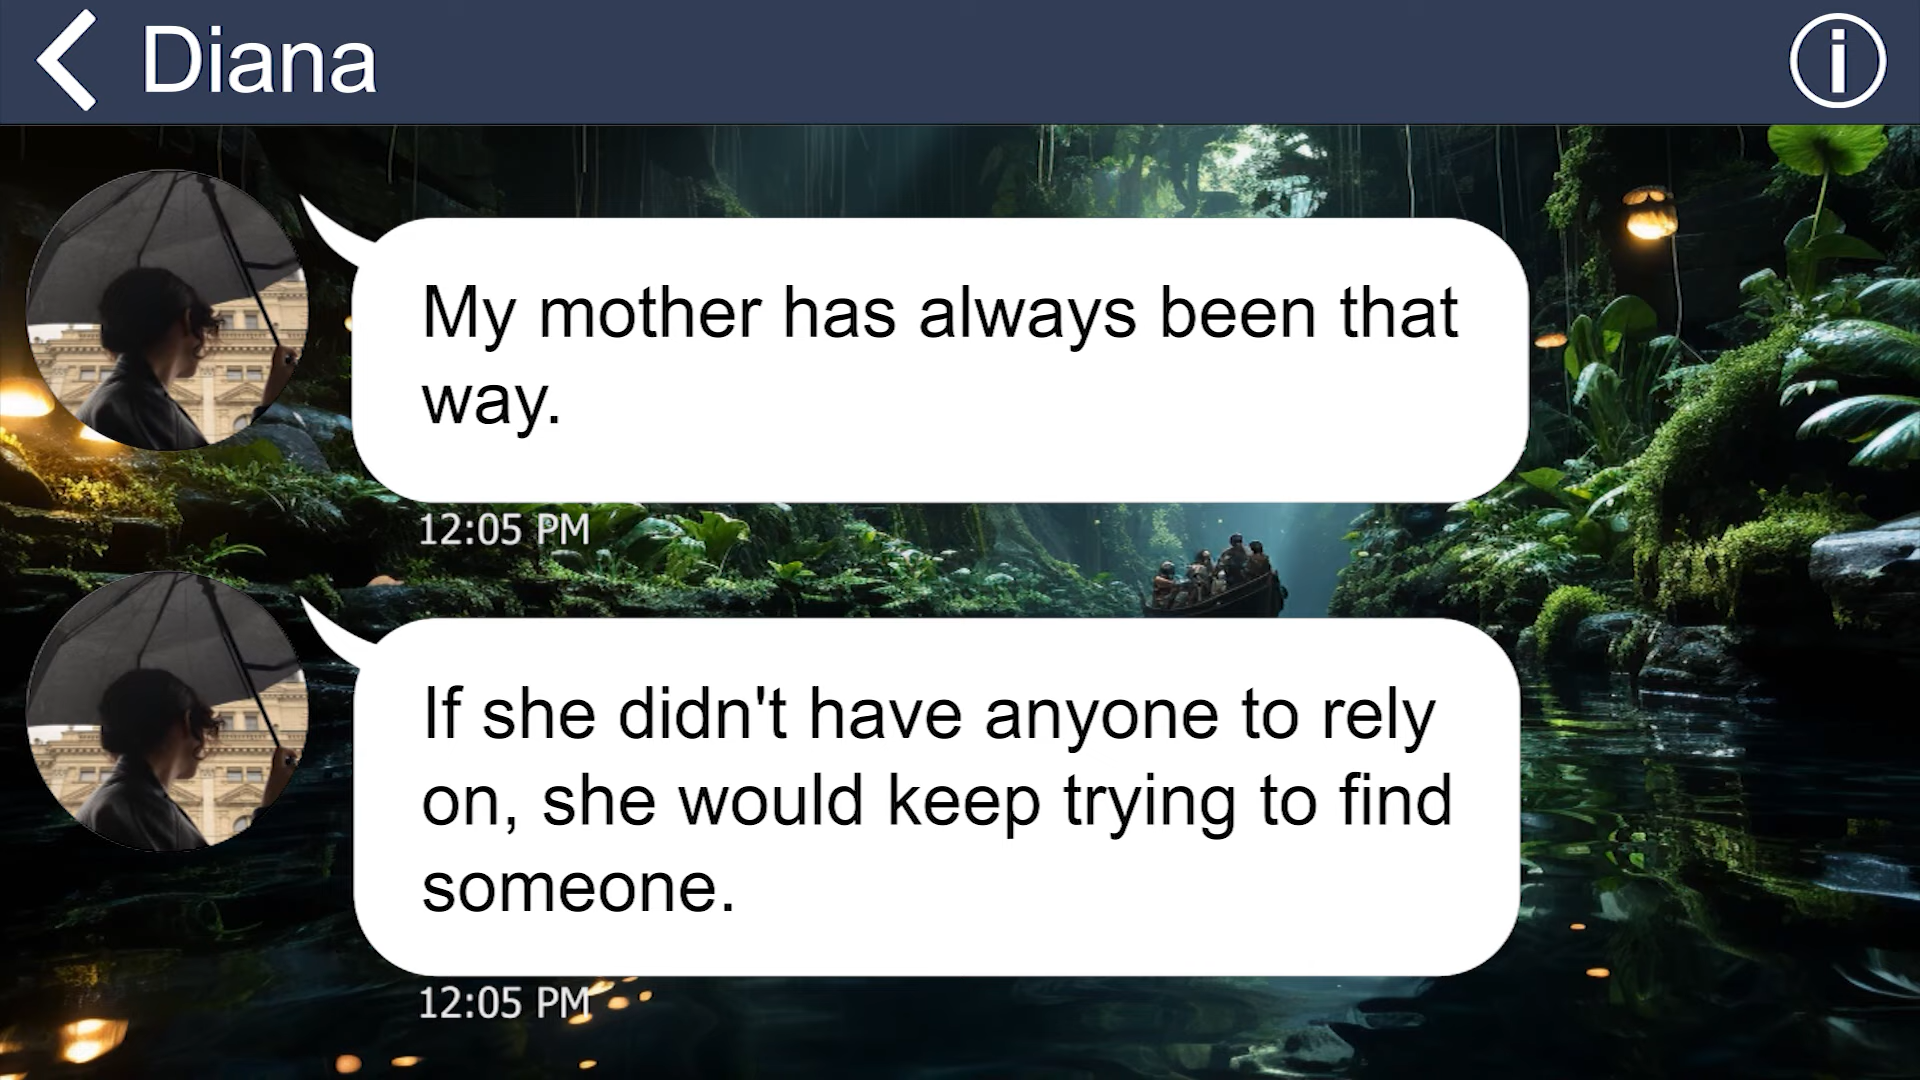 Diana
My mother has always been that
way.
12:05 PM
If she didn't have anyone to rely
on, she would keep trying to find
someone.
12:05 PM